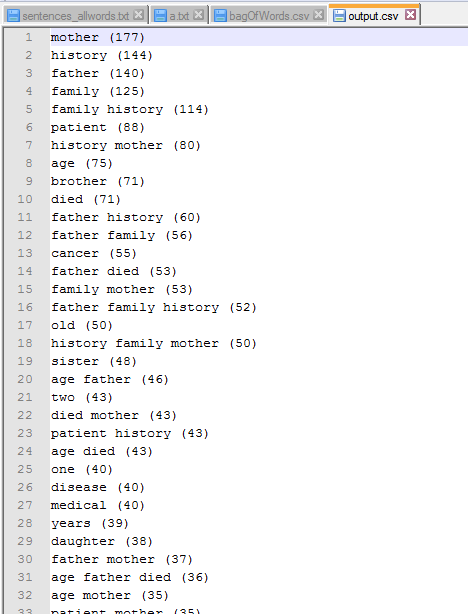 sentences_allwords.txt a.txt bagOfWords.csv output.csv
1 mother (177)
2 history (144)
3 father (140)
4 family (125)
5 family history (114)
6 patient (88)
7 history mother (80)
8 age (75)
9 brother (71)
10 died (71)
11 father history (60)
12 father family (56)
13 cancer (55)
14 father died (53)
15 family mother (53)
16 father family history (52)
17 old (50)
18 history family mother (50)
19 sister (48)
20 age father (46)
21 two (43)
22 died mother (43)
23 patient history (43)
24 age died (43)
25 one (40)
26 disease (40)
27 medical (40)
28 years (39)
29 daughter (38)
30 father mother (37)
31 age father died (36)
32 age mother (35)
33 patient mother (35)